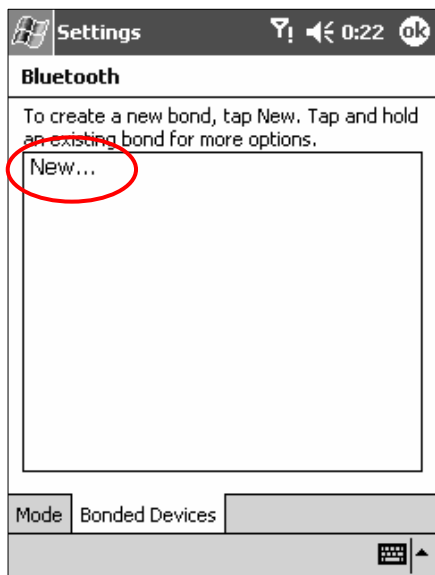 Settings 0:22 ok
Bluetooth
To create a new bond, tap New. Tap and hold
an existing bond for more options.
New...
Mode Bonded Devices